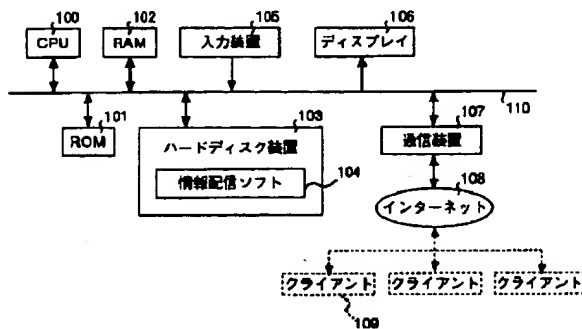 100
102
105
106
CPU
RAM
入力装置
ディスプレイ
110
101
ROM
103
ハードディスク装置
情報配信ソフト
104
107
通信装置
108
インターネット
クライアント
クライアント
クライアント
109